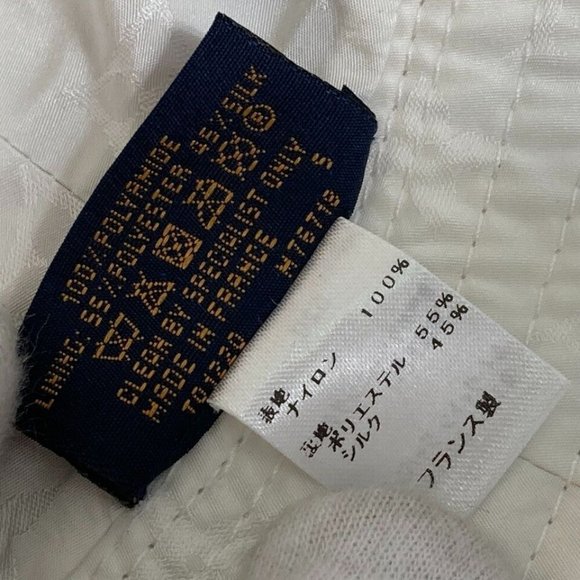 100%POLYAMIDE
LINING: 55%POLYESTER 45%SILK
CLEAN BY SPECIALIST ONLY
MADE IN FRANCE
M75718 S
表地
ナイロン 100%
裏地
ポリエステル 55%
シルク 45%
フランス製